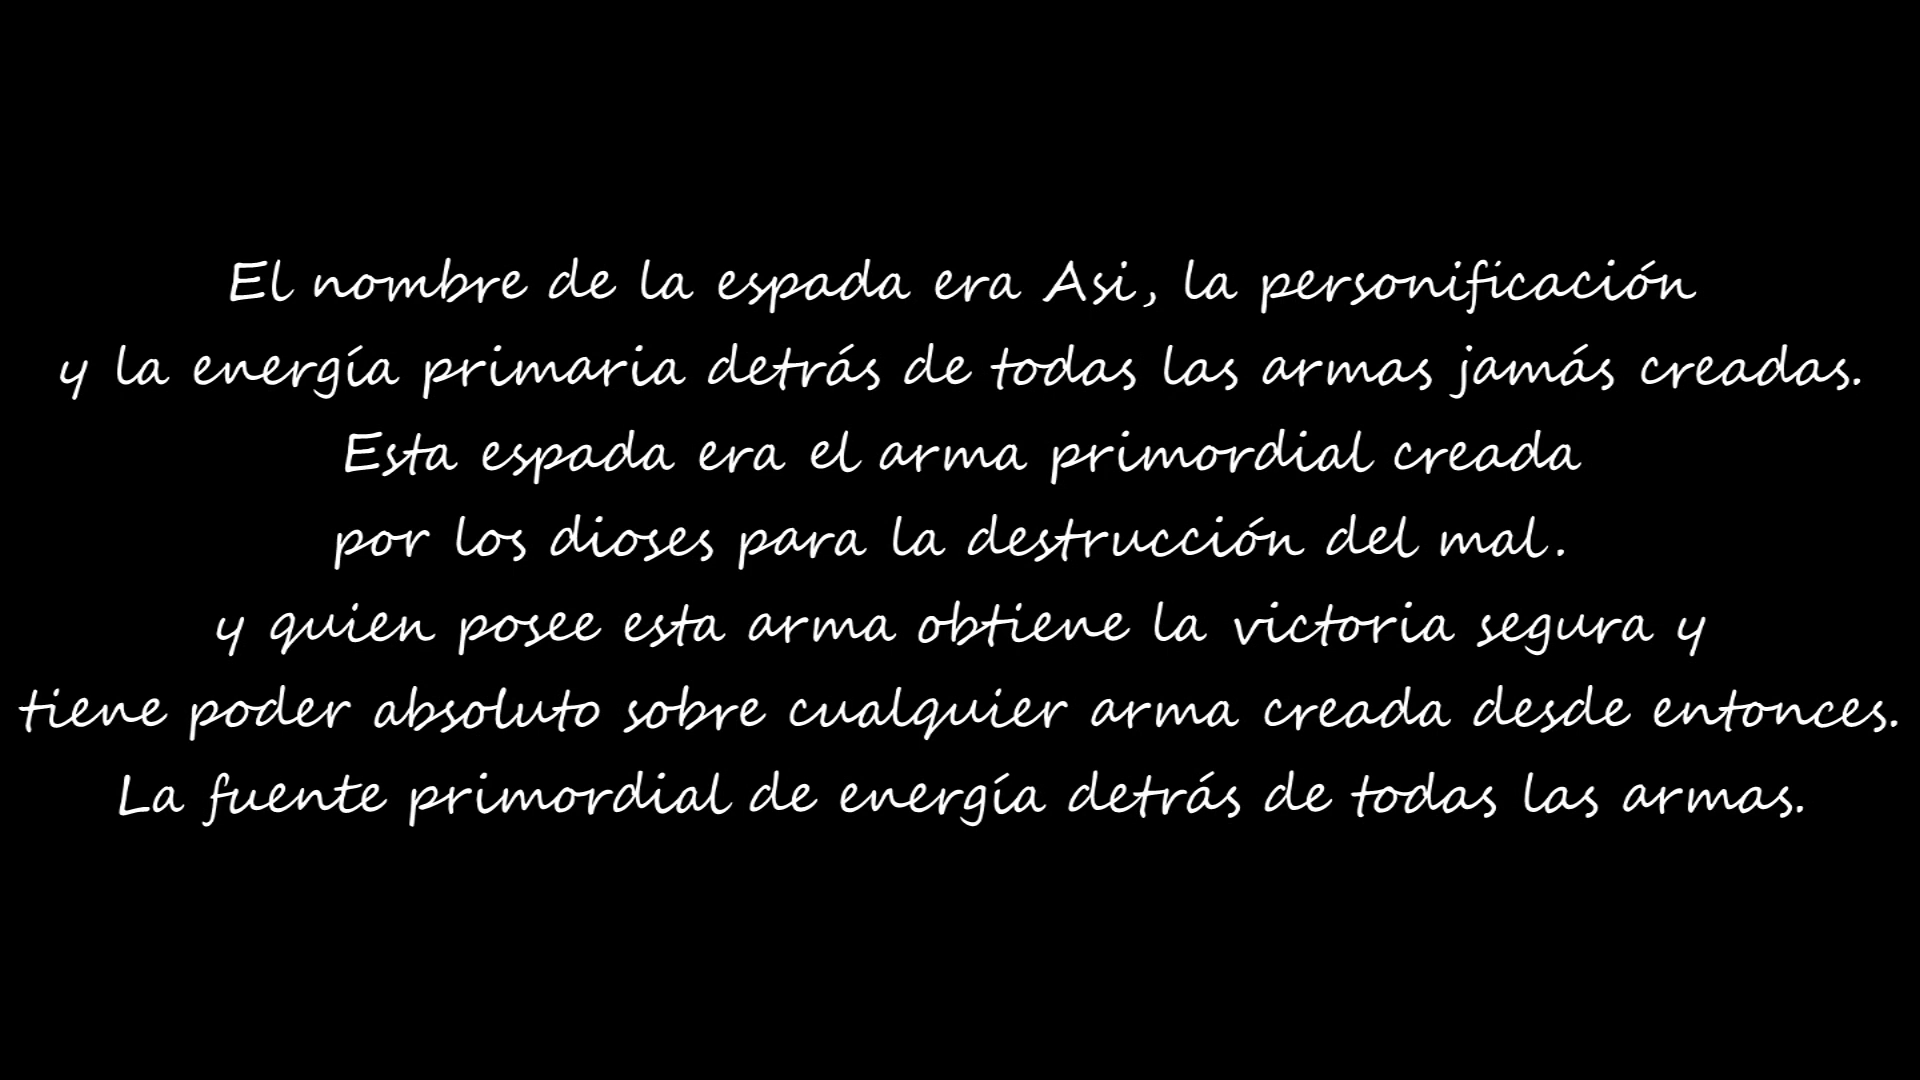 El nombre de la espada era Asi, la personificación
y la energía primaria detrás de todas las armas jamás creadas.
Esta espada era el arma primordial creada
por los dioses para la destrucción del mal.
y quien posee esta arma obtiene la victoria segura y
tiene poder absoluto sobre cualquier arma creada desde entonces.
La fuente primordial de energía detrás de todas las armas.